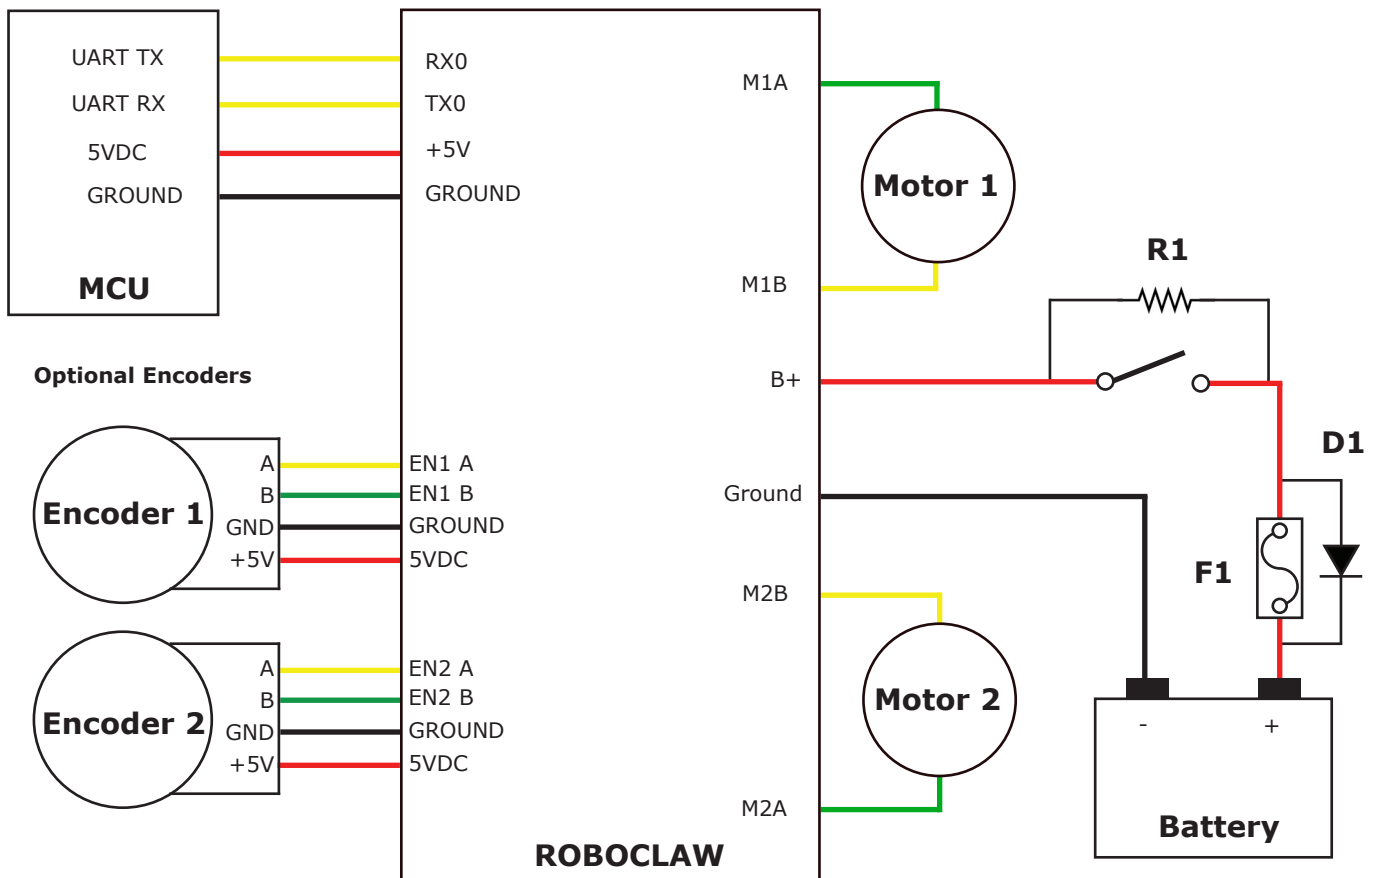 UART TX
UART RX
5VDC
GROUND
MCU
RX0
TX0
+5V
GROUND
M1A
Motor 1
M1B
R1
B+
Optional Encoders
D1
A
B
GND
+5V
Encoder 1
EN1 A
EN1 B
GROUND
5VDC
Ground
F1
M2B
Motor 2
M2A
A
B
GND
+5V
Encoder 2
EN2 A
EN2 B
GROUND
5VDC
- +
Battery
ROBOCLAW